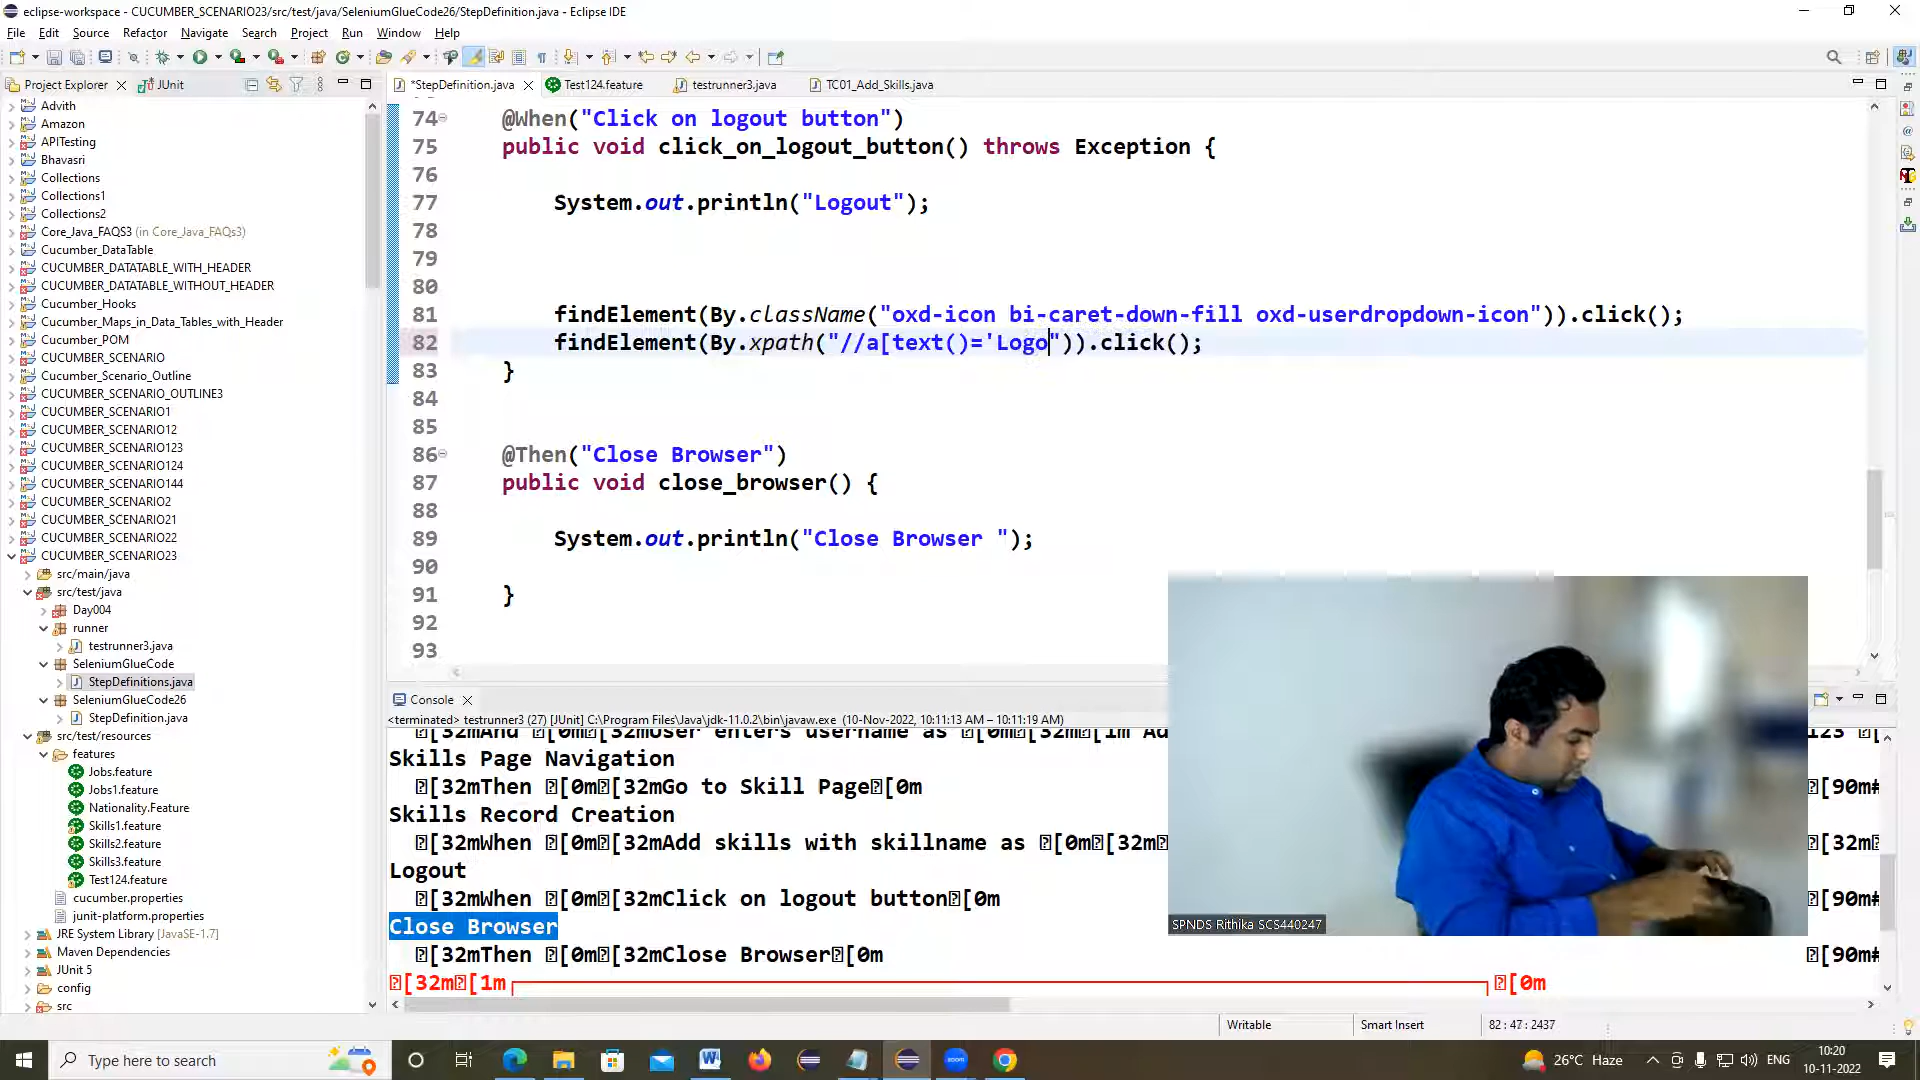 eclipse-workspace - CUCUMBER_SCENARIO23/src/test/java/SeleniumGlueCode26/StepDefinition.java - Eclipse IDE
File Edit Source Refactor Navigate Search Project Run Window Help
Project Explorer JUnit
*StepDefinition.java Test124.feature testrunner3.java TC01_Add_Skills.java
Advith
Amazon
APITesting
Bhavasri
Collections
Collections1
Collections2
Core_Java_FAQS3 (in Core_Java_FAQs3)
Cucumber_DataTable
CUCUMBER_DATATABLE_WITH_HEADER
CUCUMBER_DATATABLE_WITHOUT_HEADER
Cucumber_Hooks
Cucumber_Maps_in_Data_Tables_with_Header
Cucumber_POM
CUCUMBER_SCENARIO
Cucumber_Scenario_Outline
CUCUMBER_SCENARIO_OUTLINE3
CUCUMBER_SCENARIO1
CUCUMBER_SCENARIO12
CUCUMBER_SCENARIO123
CUCUMBER_SCENARIO124
CUCUMBER_SCENARIO144
CUCUMBER_SCENARIO2
CUCUMBER_SCENARIO21
CUCUMBER_SCENARIO22
CUCUMBER_SCENARIO23
src/main/java
src/test/java
Day004
runner
testrunner3.java
SeleniumGlueCode
StepDefinitions.java
SeleniumGlueCode26
StepDefinition.java
src/test/resources
features
Jobs.feature
Jobs1.feature
Nationality.Feature
Skills1.feature
Skills2.feature
Skills3.feature
Test124.feature
cucumber.properties
junit-platform.properties
JRE System Library [JavaSE-1.7]
Maven Dependencies
JUnit 5
config
src
74 @When("Click on logout button")
75 public void click_on_logout_button() throws Exception {
76
77 System.out.println("Logout");
78
79
80
81 findElement(By.className("oxd-icon bi-caret-down-fill oxd-userdropdown-icon")).click();
82 findElement(By.xpath("//a[text()='Logo")).click();
83 }
84
85
86 @Then("Close Browser")
87 public void close_browser() {
88
89 System.out.println("Close Browser ");
90
91 }
92
93
Console
<terminated> testrunner3 (27) [JUnit] C:\Program Files\Java\jdk-11.0.2\bin\javaw.exe (10-Nov-2022, 10:11:13 AM – 10:11:19 AM)
[32mAnd [0m[32mUser enters username as [0m[32m[1m Ad 123 [
Skills Page Navigation
[32mThen [0m[32mGo to Skill Page[0m [90m#
Skills Record Creation
[32mWhen [0m[32mAdd skills with skillname as [0m[32m [32m
Logout
[32mWhen [0m[32mClick on logout button[0m [90m#
Close Browser
[32mThen [0m[32mClose Browser[0m [90m#
[32m[1m [0m
SPNDS Rithika SCS440247
Writable Smart Insert 82 : 47 : 2437
Type here to search
26°C Haze ENG 10:20
10-11-2022